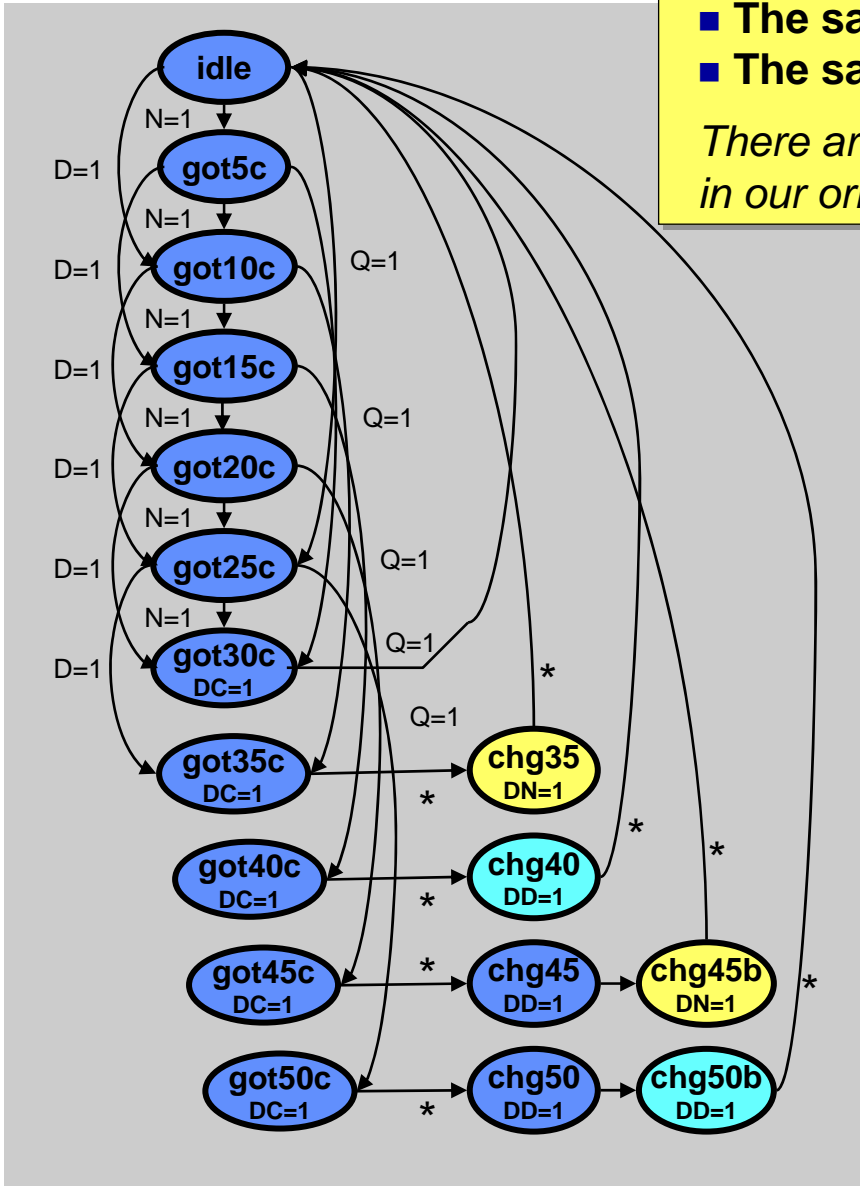 ■ The sa
■ The sa
There ar
in our ori
idle
N=1
D=1
got5c
N=1
D=1
got10c
Q=1
N=1
D=1
got15c
N=1
Q=1
D=1
got20c
N=1
D=1
got25c
Q=1
N=1
D=1
got30c
DC=1
Q=1
*
Q=1
got35c
DC=1
*
chg35
DN=1
*
*
got40c
DC=1
*
chg40
DD=1
got45c
DC=1
*
chg45
DD=1
chg45b
DN=1
*
got50c
DC=1
*
chg50
DD=1
chg50b
DD=1